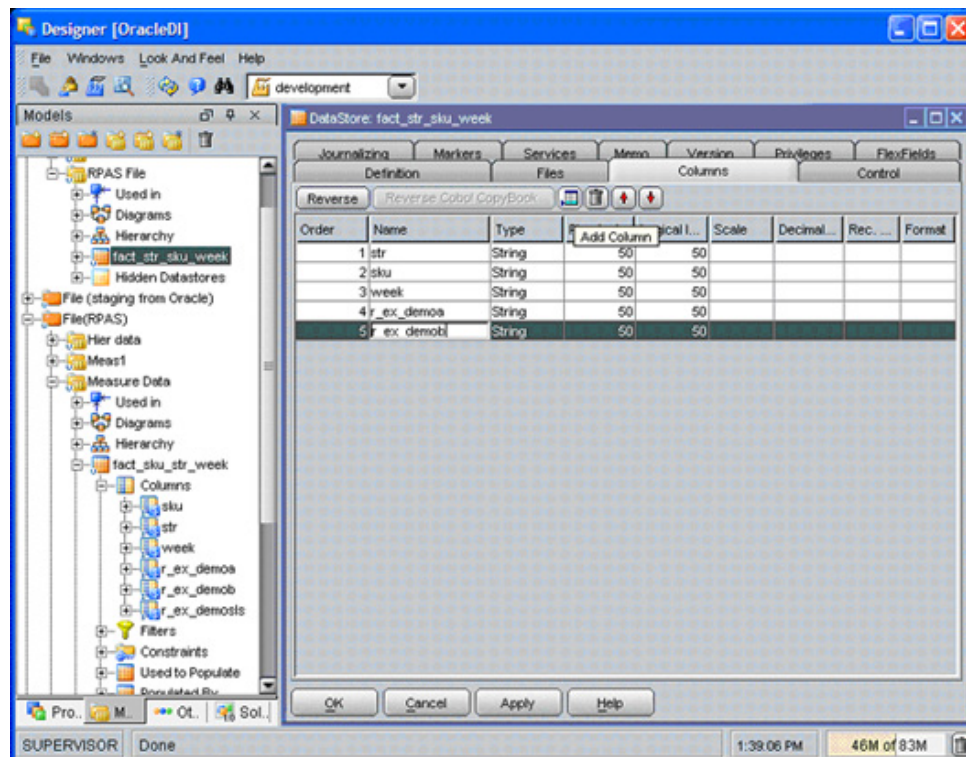 Designer [OracleDI]
File Windows Look And Feel Help
development
Models
RPAS File
Used in
Diagrams
Hierarchy
fact_str_sku_week
Hidden Datastores
File (staging from Oracle)
File(RPAS)
Hier data
Meas1
Measure Data
Used in
Diagrams
Hierarchy
fact_sku_str_week
Columns
sku
str
week
r_ex_demoa
r_ex_demob
r_ex_demosls
Filters
Constraints
Used to Populate
Populated By
Pro.. M... Ot.. Sol..
DataStore: fact_str_sku_week
Journalizing Markers Services Memo Version Privileges FlexFields
Definition Files Columns Control
Reverse Reverse Cobol CopyBook
Order Name Type Scale Decimal... Rec. ... Format
Add Column
1 str String 50 50
2 sku String 50 50
3 week String 50 50
4 r_ex_demoa String 50 50
5 r_ex_demob String 50 50
OK Cancel Apply Help
SUPERVISOR Done 1:39:06 PM 46M of 83M